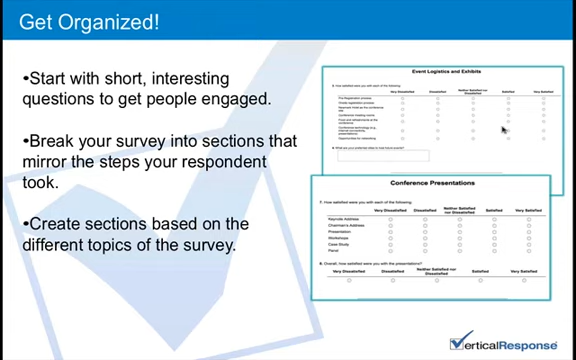 Get Organized!
•Start with short, interesting
questions to get people engaged.
•Break your survey into sections that
mirror the steps your respondent
took.
•Create sections based on the
different topics of the survey.
Event Logistics and Exhibits
Very Dissatisfied Dissatisfied Neither Satisfied nor Dissatisfied Satisfied Very Satisfied
Conference Presentations
7. How satisfied were you with each of the following
Very Dissatisfied Dissatisfied Neither Satisfied nor Dissatisfied Satisfied Very Satisfied
Keynote Address
Chairman's Address
Presentation
Workshops
Case Study
Panel
8. Overall, how satisfied were you with the presentations?
Very Dissatisfied Dissatisfied Neither Satisfied nor Dissatisfied Satisfied Very Satisfied
VerticalResponse